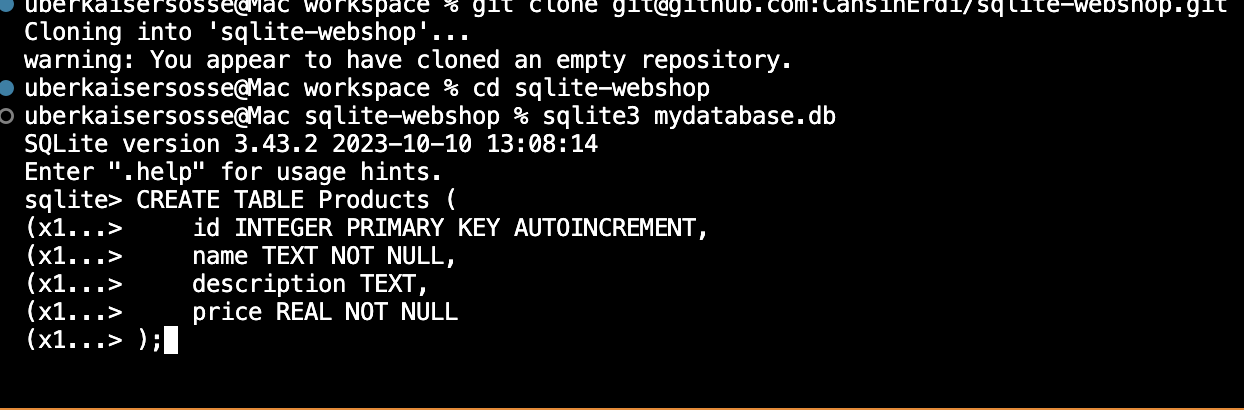 uberkaisersosse@Mac workspace % git clone git@github.com:CansinErdi/sqlite-webshop.git
Cloning into 'sqlite-webshop'...
warning: You appear to have cloned an empty repository.
uberkaisersosse@Mac workspace % cd sqlite-webshop
uberkaisersosse@Mac sqlite-webshop % sqlite3 mydatabase.db
SQLite version 3.43.2 2023-10-10 13:08:14
Enter ".help" for usage hints.
sqlite> CREATE TABLE Products (
(x1...>     id INTEGER PRIMARY KEY AUTOINCREMENT,
(x1...>     name TEXT NOT NULL,
(x1...>     description TEXT,
(x1...>     price REAL NOT NULL
(x1...> );